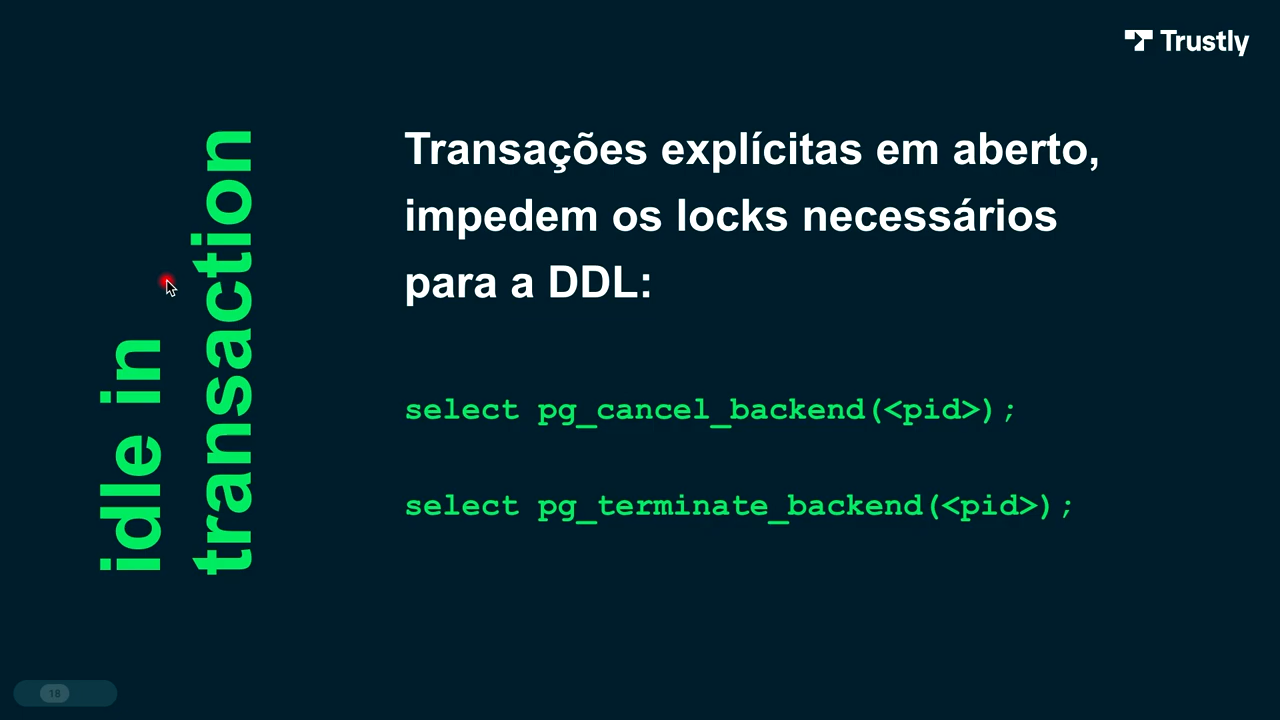 Trustly
idle in
transaction
Transações explícitas em aberto,
impedem os locks necessários
para a DDL:
select pg_cancel_backend(<pid>);
select pg_terminate_backend(<pid>);
18